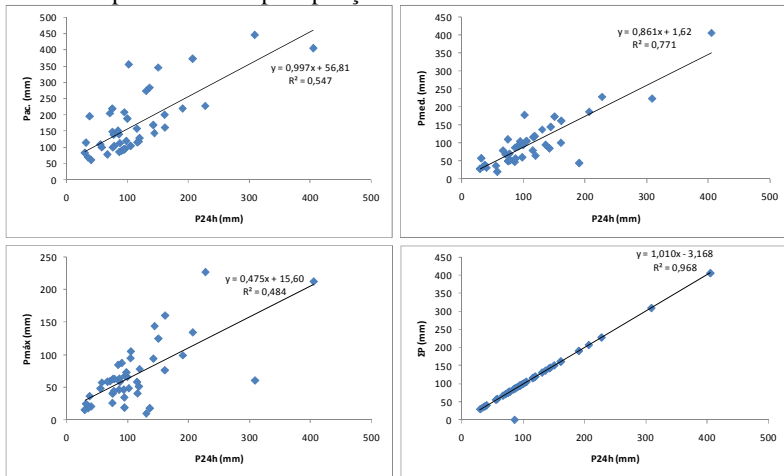 Pac. (mm)
500
450
400
350
300
250
200
150
100
50
0
y = 0,997x + 56,81
R² = 0,547
0 100 200 300 400 500
P24h (mm)
Pmed. (mm)
450
400
350
300
250
200
150
100
50
0
y = 0,861x + 1,62
R² = 0,771
0 100 200 300 400 500
P24h (mm)
Pmáx (mm)
250
200
150
100
50
0
y = 0,475x + 15,60
R² = 0,484
0 100 200 300 400 500
P24h (mm)
ΣP (mm)
450
400
350
300
250
200
150
100
50
0
y = 1,010x - 3,168
R² = 0,968
0 100 200 300 400 500
P24h (mm)